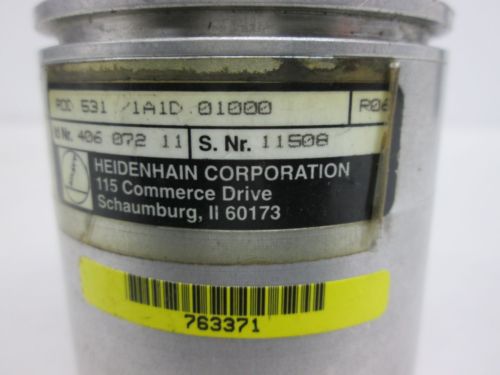 ROD 531 /1A1D 01000 R06
Id Nr. 406 072 11 S. Nr. 11508
HEIDENHAIN CORPORATION
115 Commerce Drive
Schaumburg, Il 60173
763371